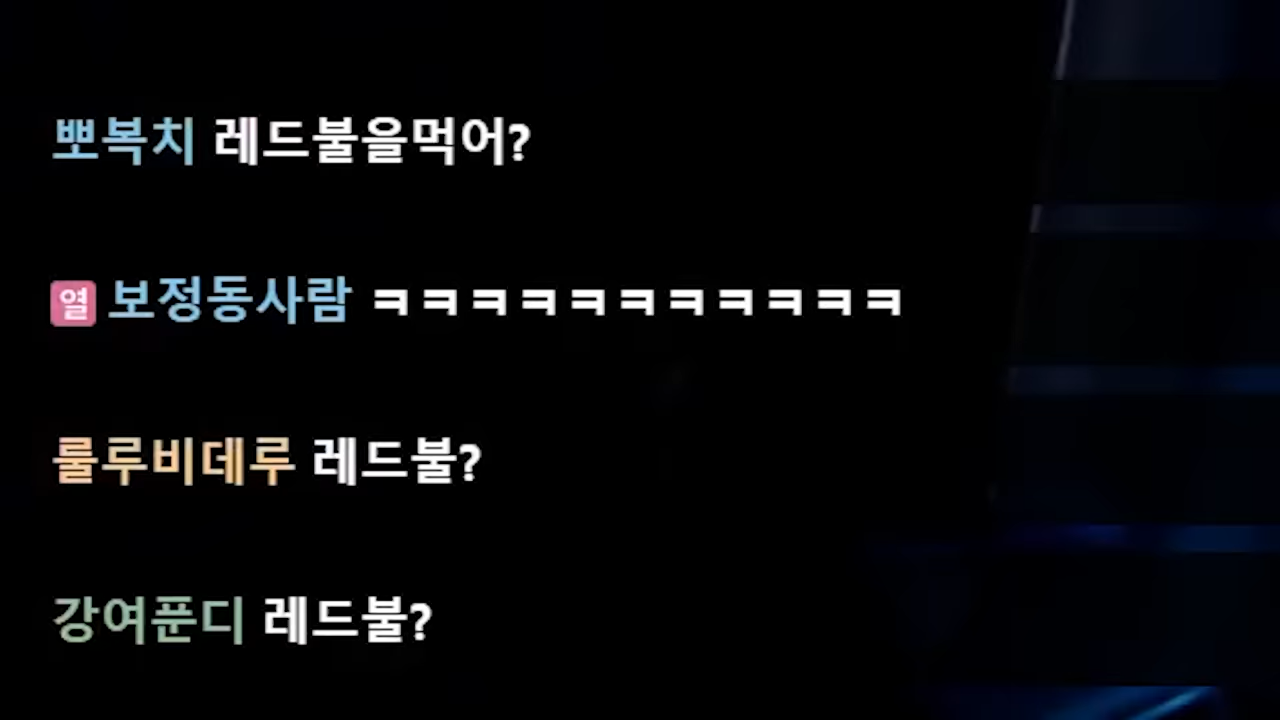 뽀복치 레드불을먹어?
열 보정동사람 ㅋㅋㅋㅋㅋㅋㅋㅋㅋㅋㅋ
룰루비데루 레드불?
강여푼디 레드불?